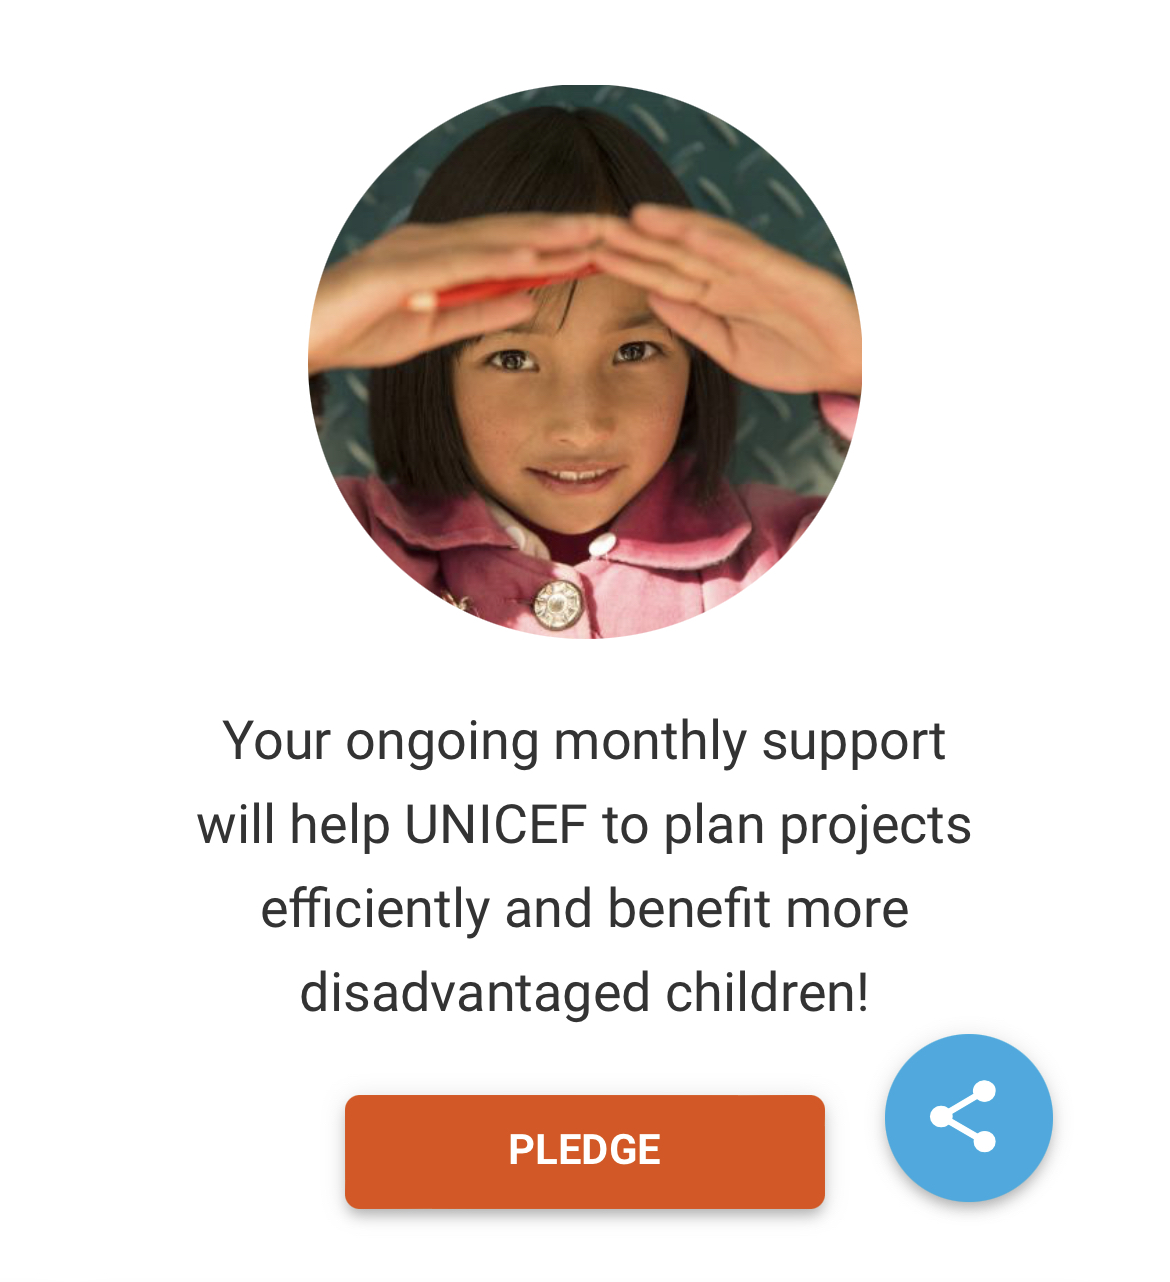 Your ongoing monthly support
will help UNICEF to plan projects
efficiently and benefit more
disadvantaged children!
PLEDGE